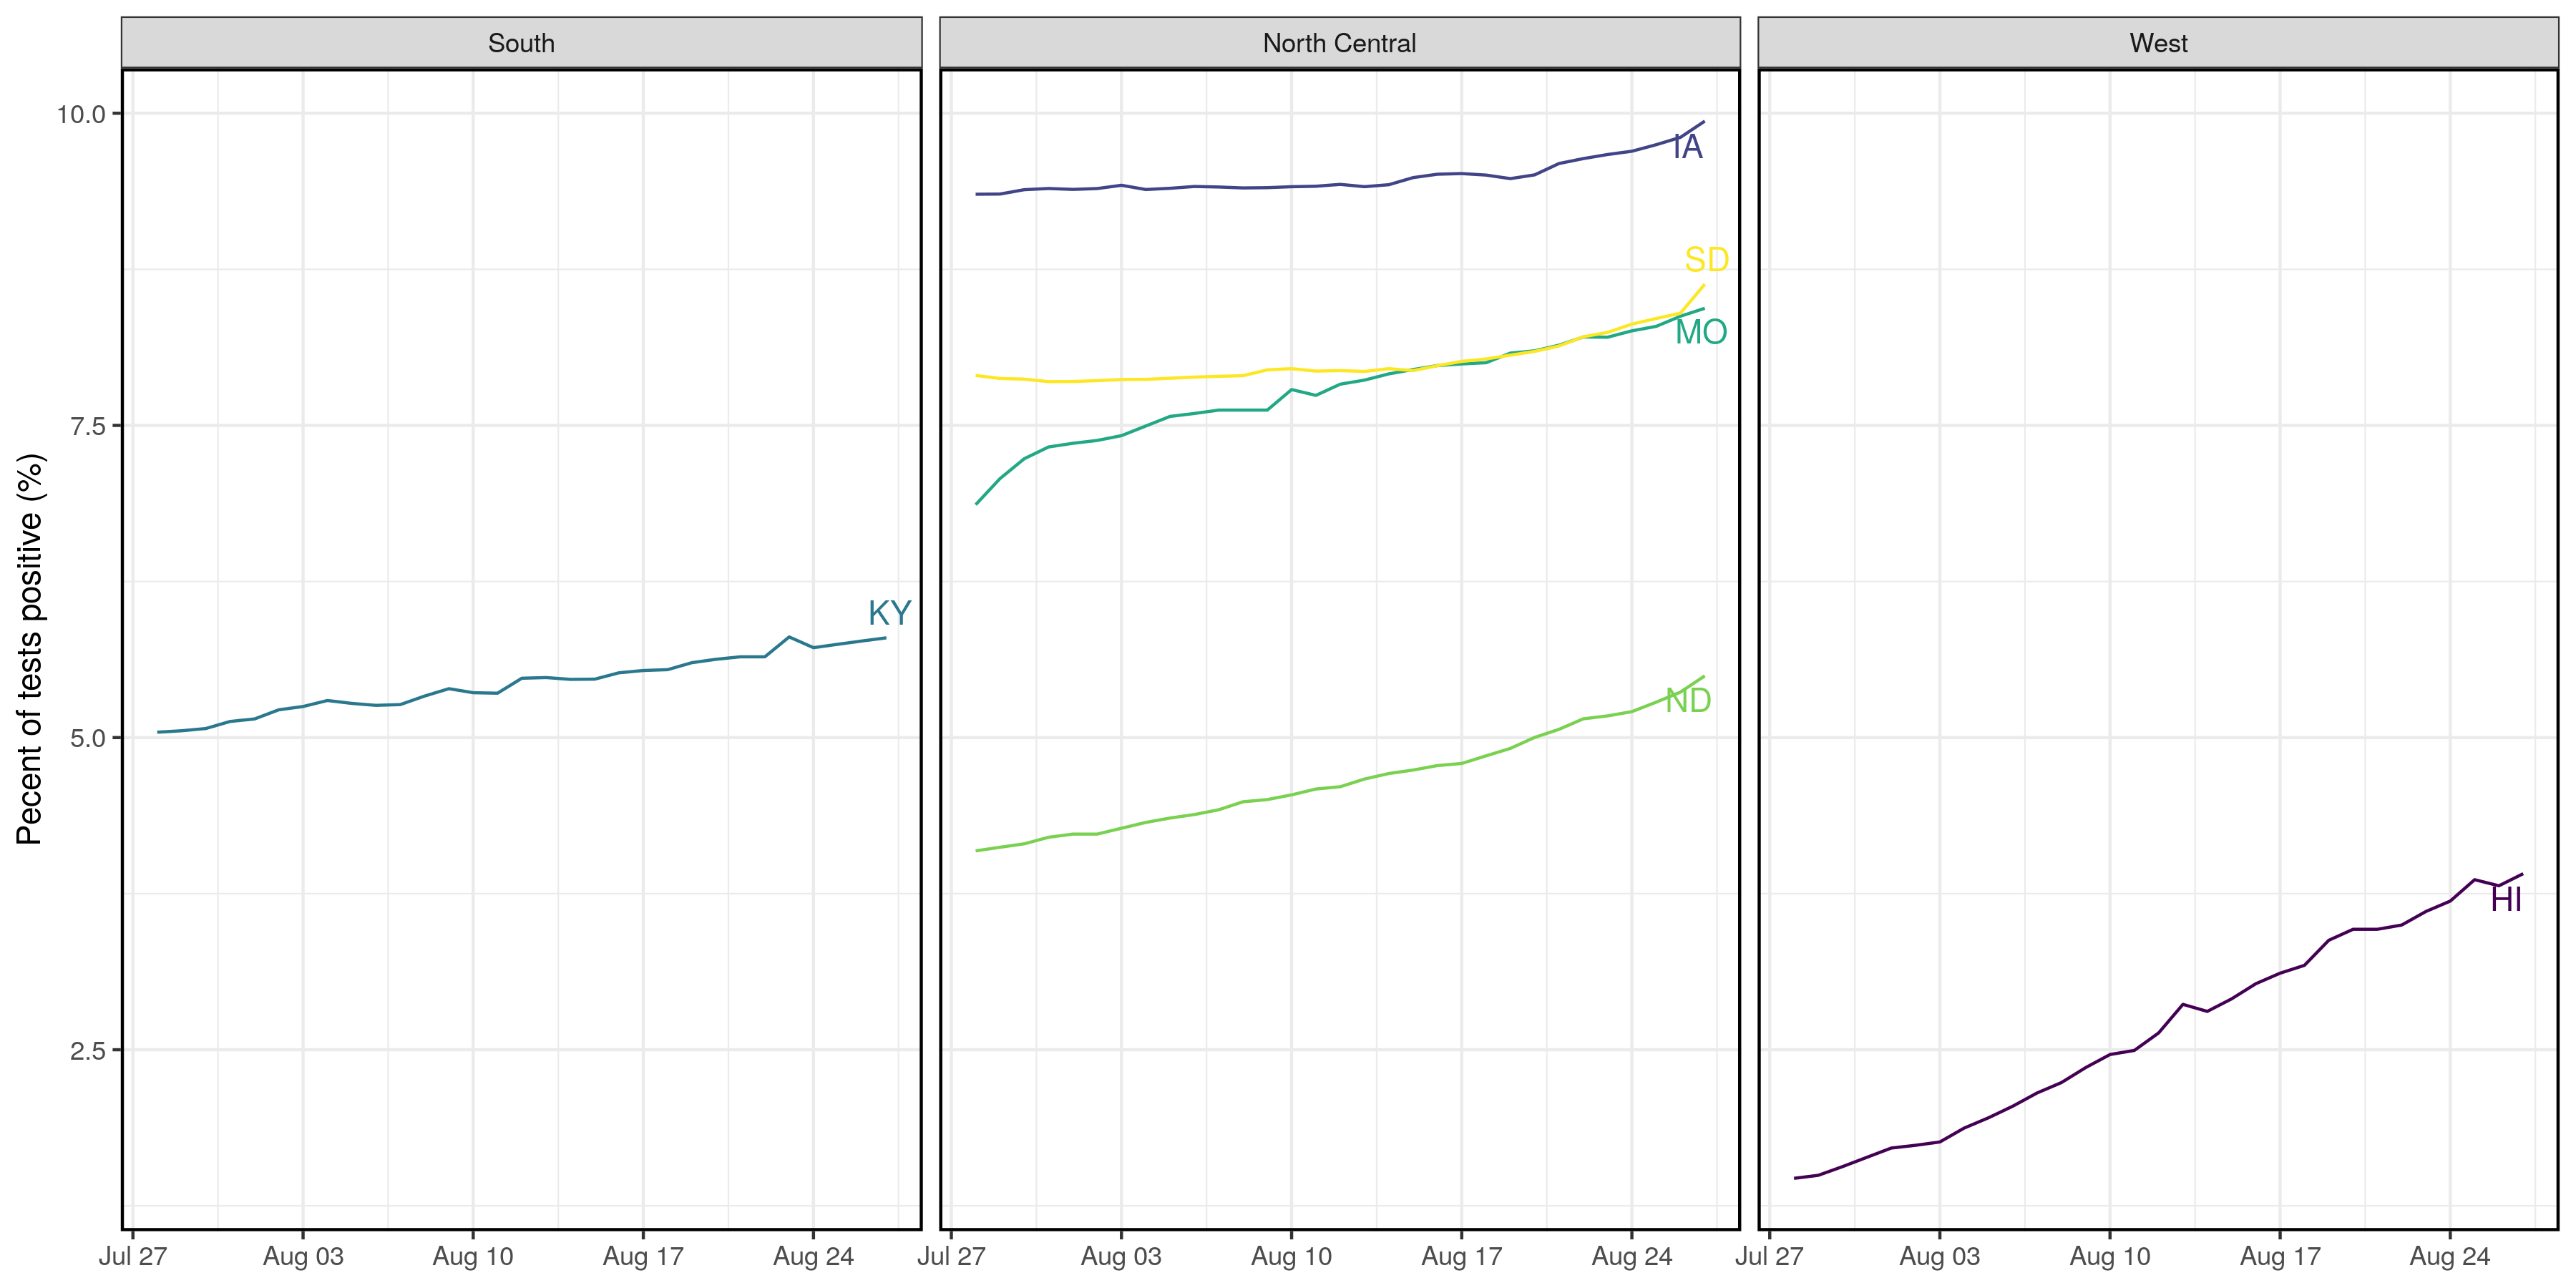 South
North Central
West
Pecent of tests positive (%)
10.0
7.5
5.0
2.5
KY
IA
SD
MO
ND
HI
Jul 27 Aug 03 Aug 10 Aug 17 Aug 24
Jul 27 Aug 03 Aug 10 Aug 17 Aug 24
Jul 27 Aug 03 Aug 10 Aug 17 Aug 24